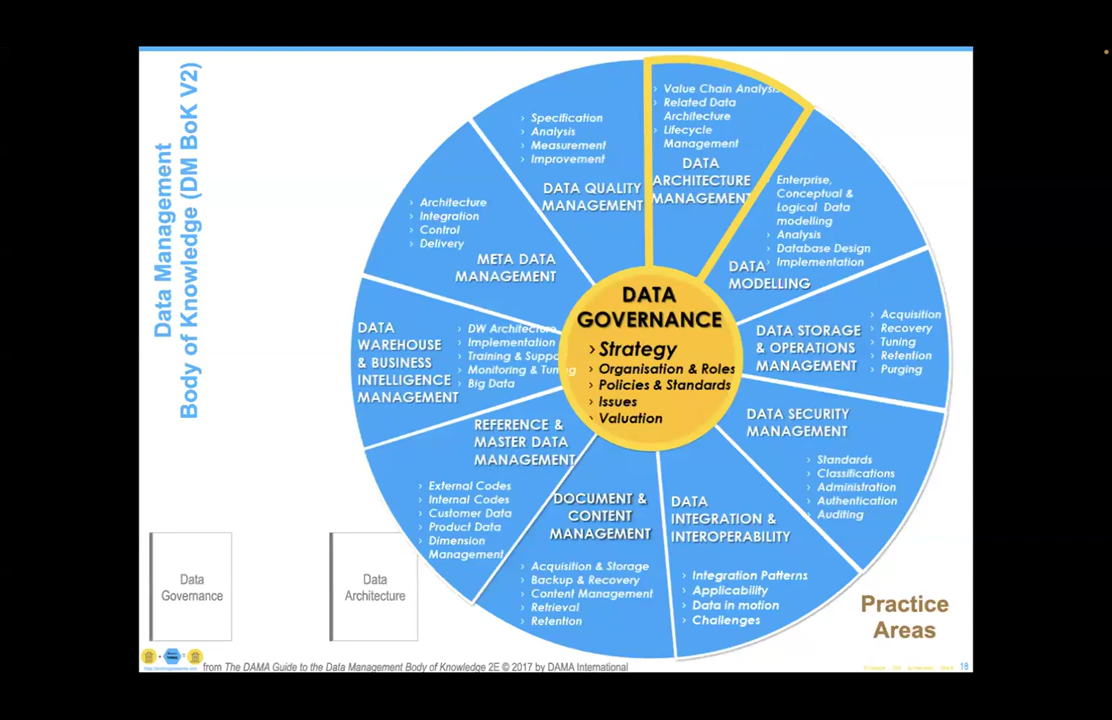 Data Management
Body of Knowledge (DM BoK V2)
› Value Chain Analysis
› Related Data
Architecture
› Lifecycle
Management
DATA
ARCHITECTURE
MANAGEMENT
Enterprise,
Conceptual &
Logical Data
modelling
› Analysis
› Database Design
› Implementation
DATA
MODELLING
› Acquisition
› Recovery
› Tuning
› Retention
› Purging
DATA STORAGE
& OPERATIONS
MANAGEMENT
DATA SECURITY
MANAGEMENT
› Standards
› Classifications
› Administration
› Authentication
› Auditing
DATA
INTEGRATION &
INTEROPERABILITY
› Integration Patterns
› Applicability
› Data in motion
› Challenges
DOCUMENT &
CONTENT
MANAGEMENT
› Acquisition & Storage
› Backup & Recovery
› Content Management
› Retrieval
› Retention
REFERENCE &
MASTER DATA
MANAGEMENT
› External Codes
› Internal Codes
› Customer Data
› Product Data
› Dimension
Management
DATA
WAREHOUSE
& BUSINESS
INTELLIGENCE
MANAGEMENT
› DW Architecture
› Implementation
› Training & Suppo
› Monitoring & Tuning
› Big Data
› Architecture
› Integration
› Control
› Delivery
META DATA
MANAGEMENT
› Specification
› Analysis
› Measurement
› Improvement
DATA QUALITY
MANAGEMENT
DATA
GOVERNANCE
› Strategy
› Organisation & Roles
› Policies & Standards
› Issues
› Valuation
Data
Governance
Data
Architecture
Practice
Areas
from The DAMA Guide to the Data Management Body of Knowledge 2E © 2017 by DAMA International
18